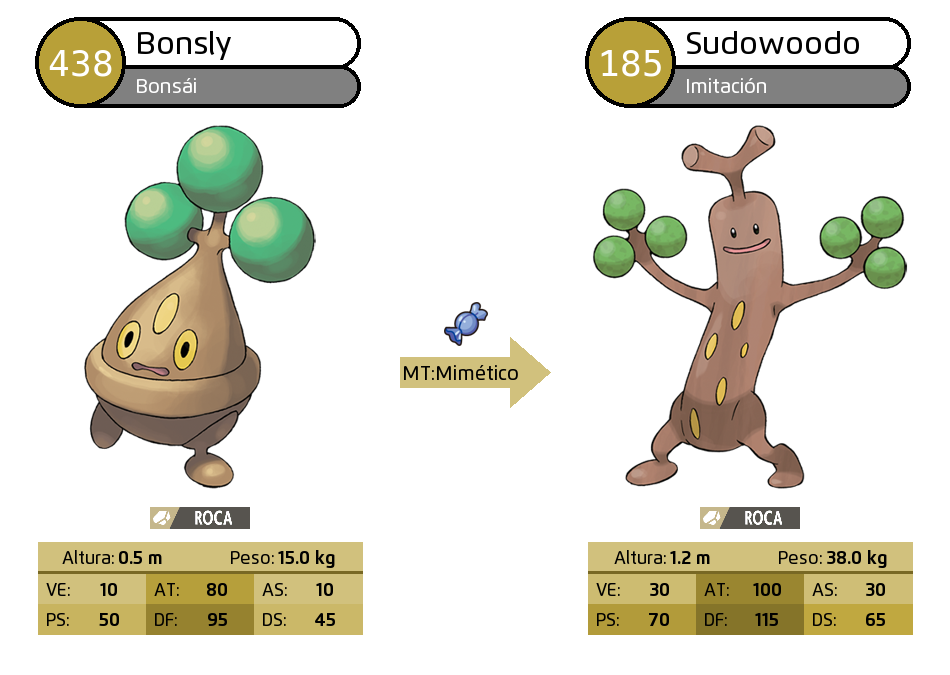 438 Bonsly
Bonsái
185 Sudowoodo
Imitación
MT:Mimético
ROCA
Altura: 0.5 m Peso: 15.0 kg
VE: 10 AT: 80 AS: 10
PS: 50 DF: 95 DS: 45
ROCA
Altura: 1.2 m Peso: 38.0 kg
VE: 30 AT: 100 AS: 30
PS: 70 DF: 115 DS: 65